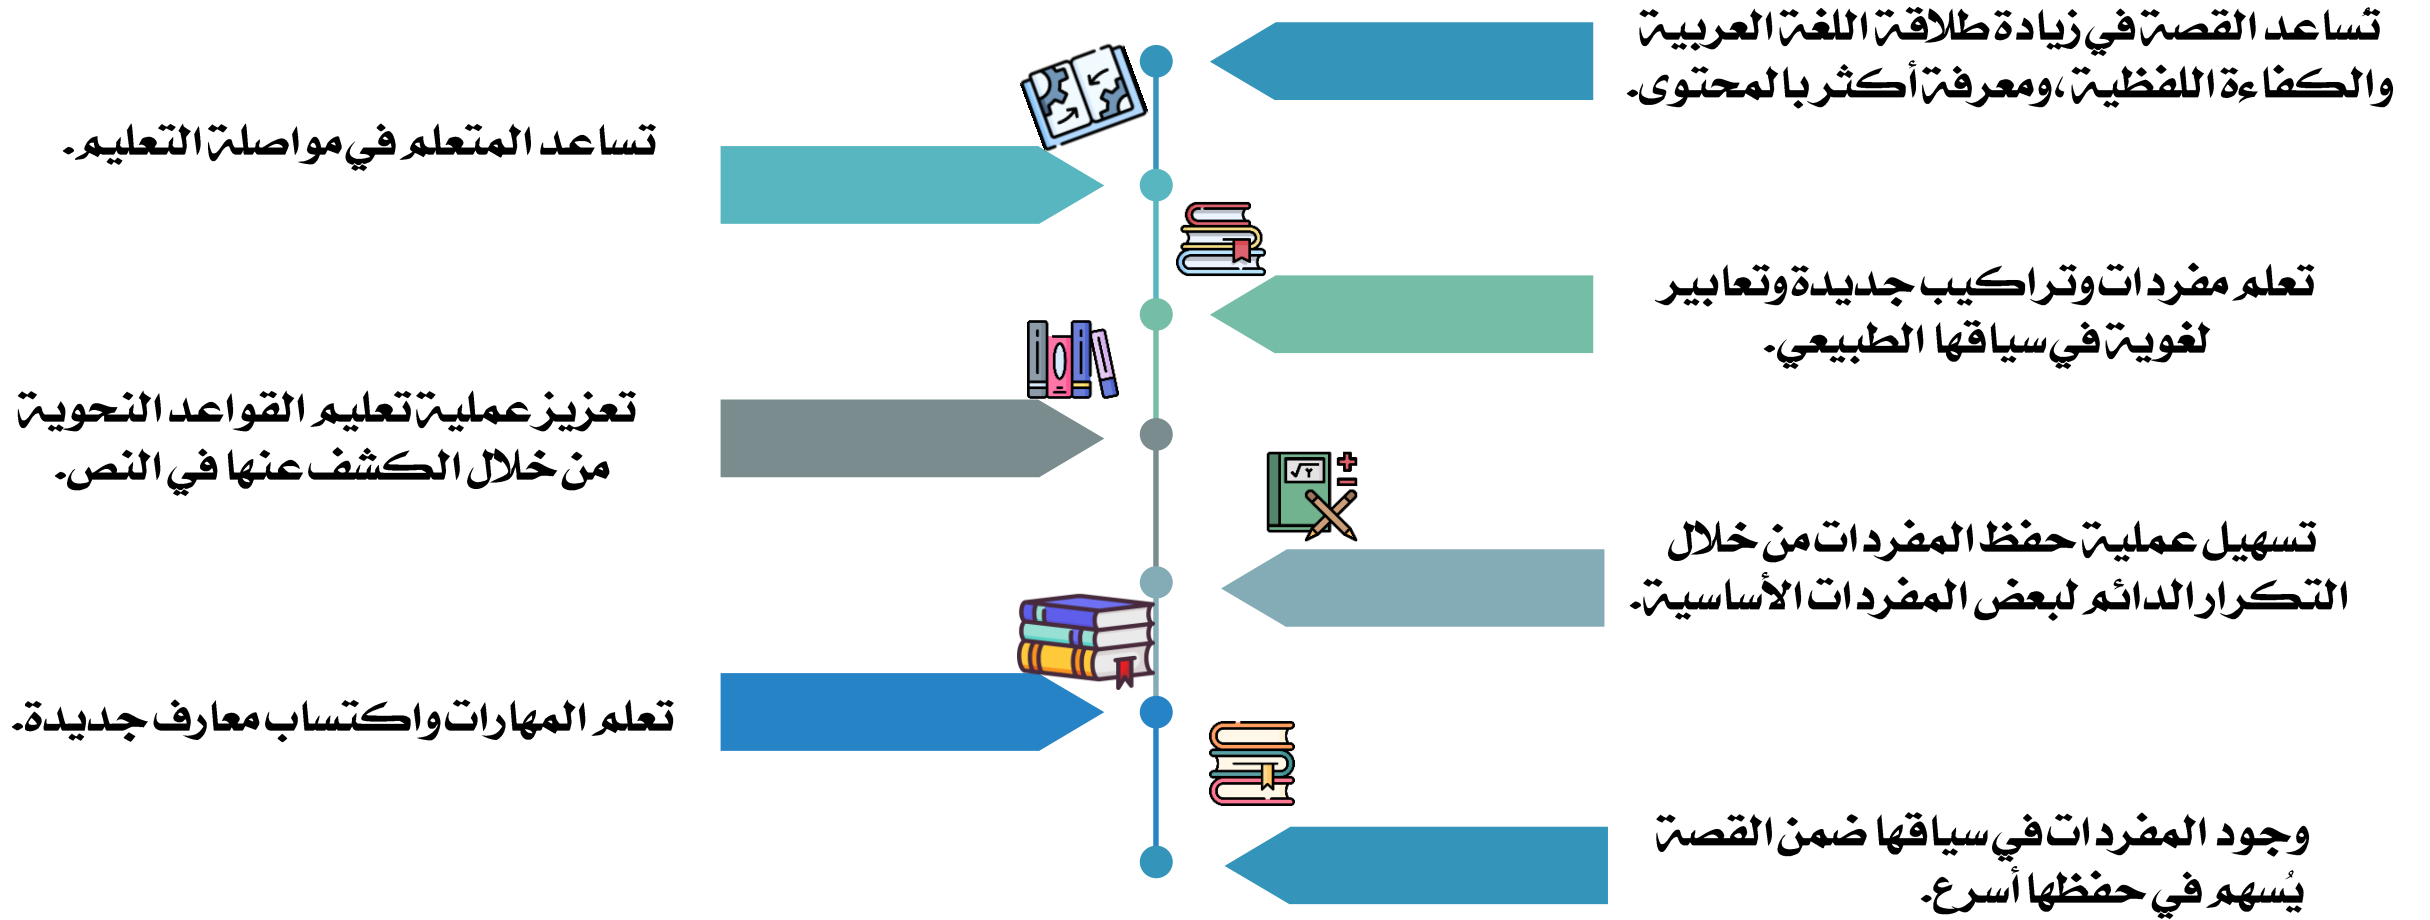 تُساعد القصة في زيادة طلاقة اللغة العربية
والكفاءة اللفظية، ومعرفة أكثر بالمحتوى.
تساعد المتعلم في مواصلة التعليم.
تعلم مفردات وتراكيب جديدة وتعابير
لغوية في سياقها الطبيعي.
تعزيز عملية تعليم القواعد النحوية
من خلال الكشف عنها في النص.
√٢
تسهيل عملية حفظ المفردات من خلال
التكرار الدائم لبعض المفردات الأساسية.
تعلم المهارات واكتساب معارف جديدة.
وجود المفردات في سياقها ضمن القصة
يُسهم في حفظها أسرع.